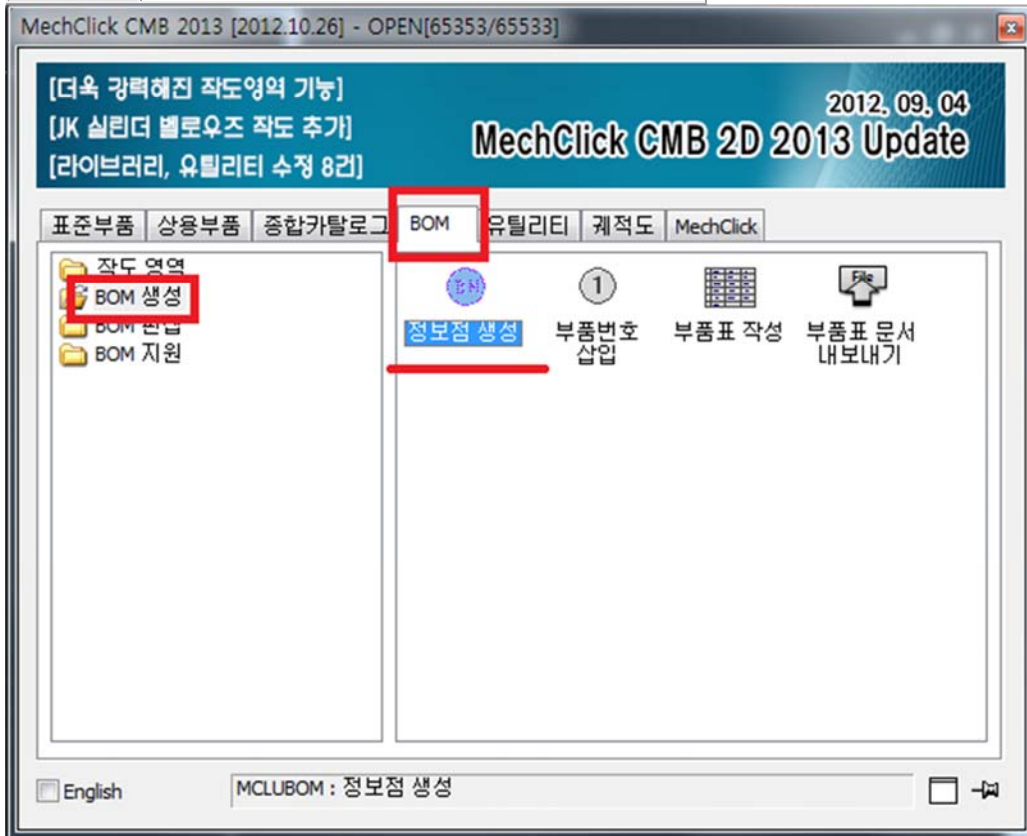 MechClick CMB 2013 [2012.10.26] - OPEN[65353/65533]
[더욱 강력해진 작도영역 기능]
[JK 실린더 벨로우즈 작도 추가]
[라이브러리, 유틸리티 수정 8건]
2012. 09. 04
MechClick CMB 2D 2013 Update
표준부품 상용부품 종합카탈로그 BOM 유틸리티 궤적도 MechClick
작도 영역
BOM 생성
BOM 편집
BOM 지원
BM
정보점 생성
1
부품번호
삽입
부품표 작성
File
부품표 문서
내보내기
English
MCLUBOM : 정보점 생성